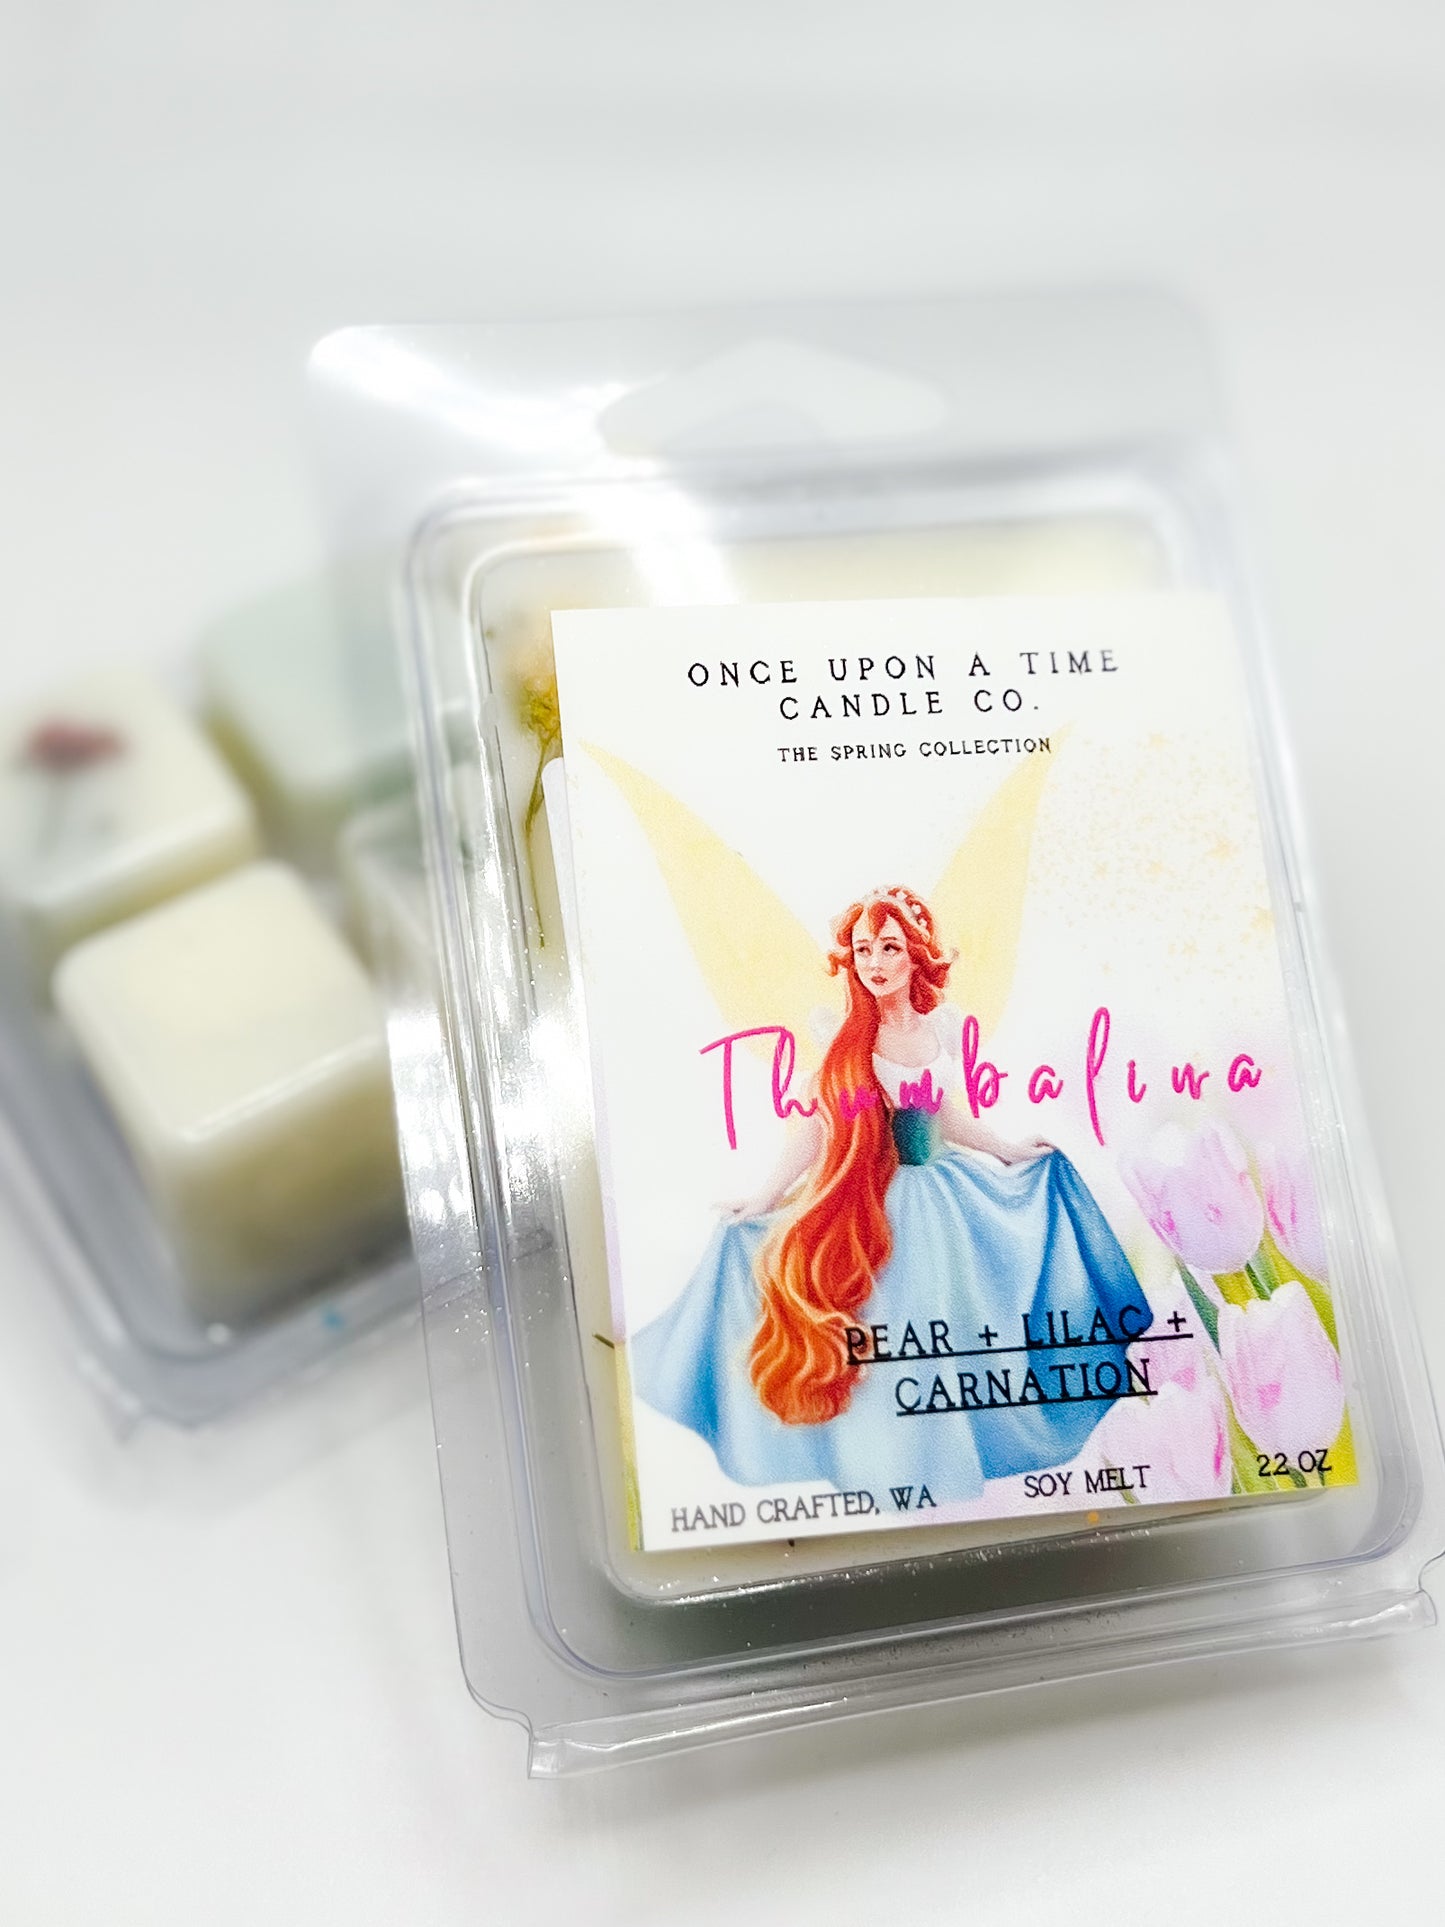 ONCE UPON A TIME
CANDLE CO.
THE SPRING COLLECTION
Thumbalina
PEAR + LILAC +
CARNATION
HAND CRAFTED, WA
SOY MELT
2.2 OZ